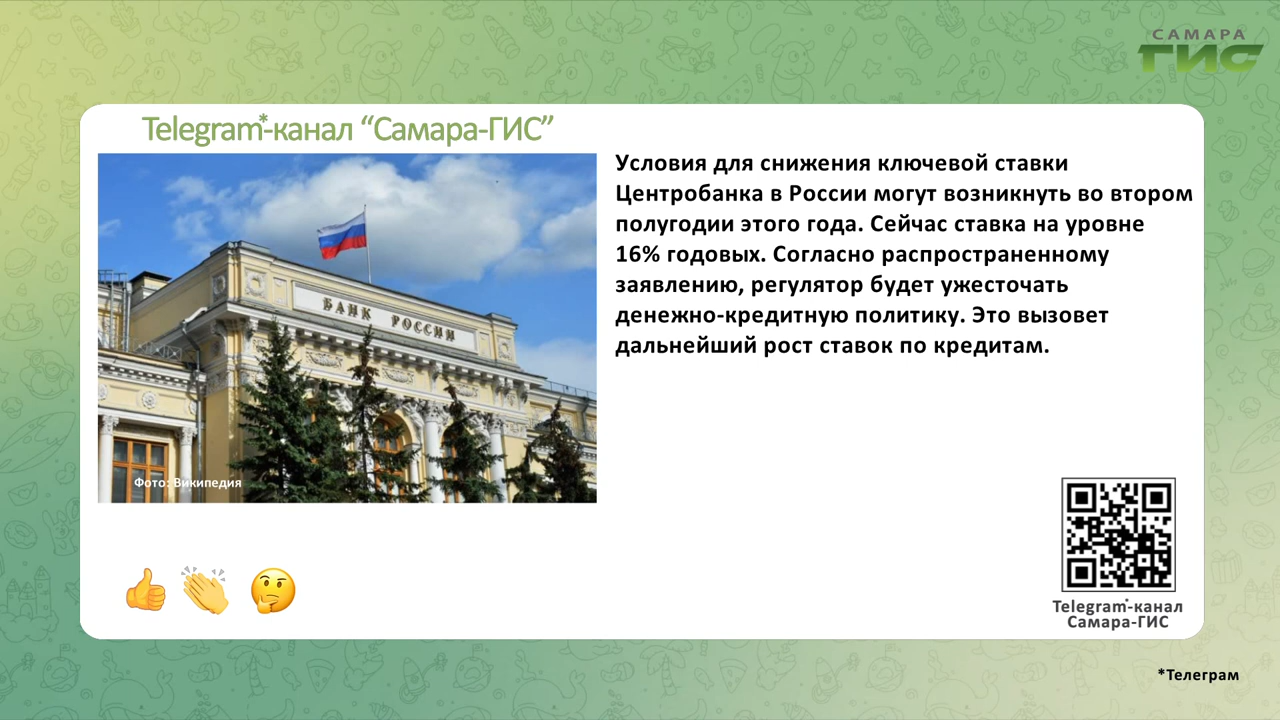 САМАРА
ГИС
Telegram*-канал “Самара-ГИС”
БАНК РОССИИ
Фото: Википедия
Условия для снижения ключевой ставки
Центробанка в России могут возникнуть во втором
полугодии этого года. Сейчас ставка на уровне
16% годовых. Согласно распространенному
заявлению, регулятор будет ужесточать
денежно-кредитную политику. Это вызовет
дальнейший рост ставок по кредитам.
Telegram*-канал
Самара-ГИС
*Телеграм